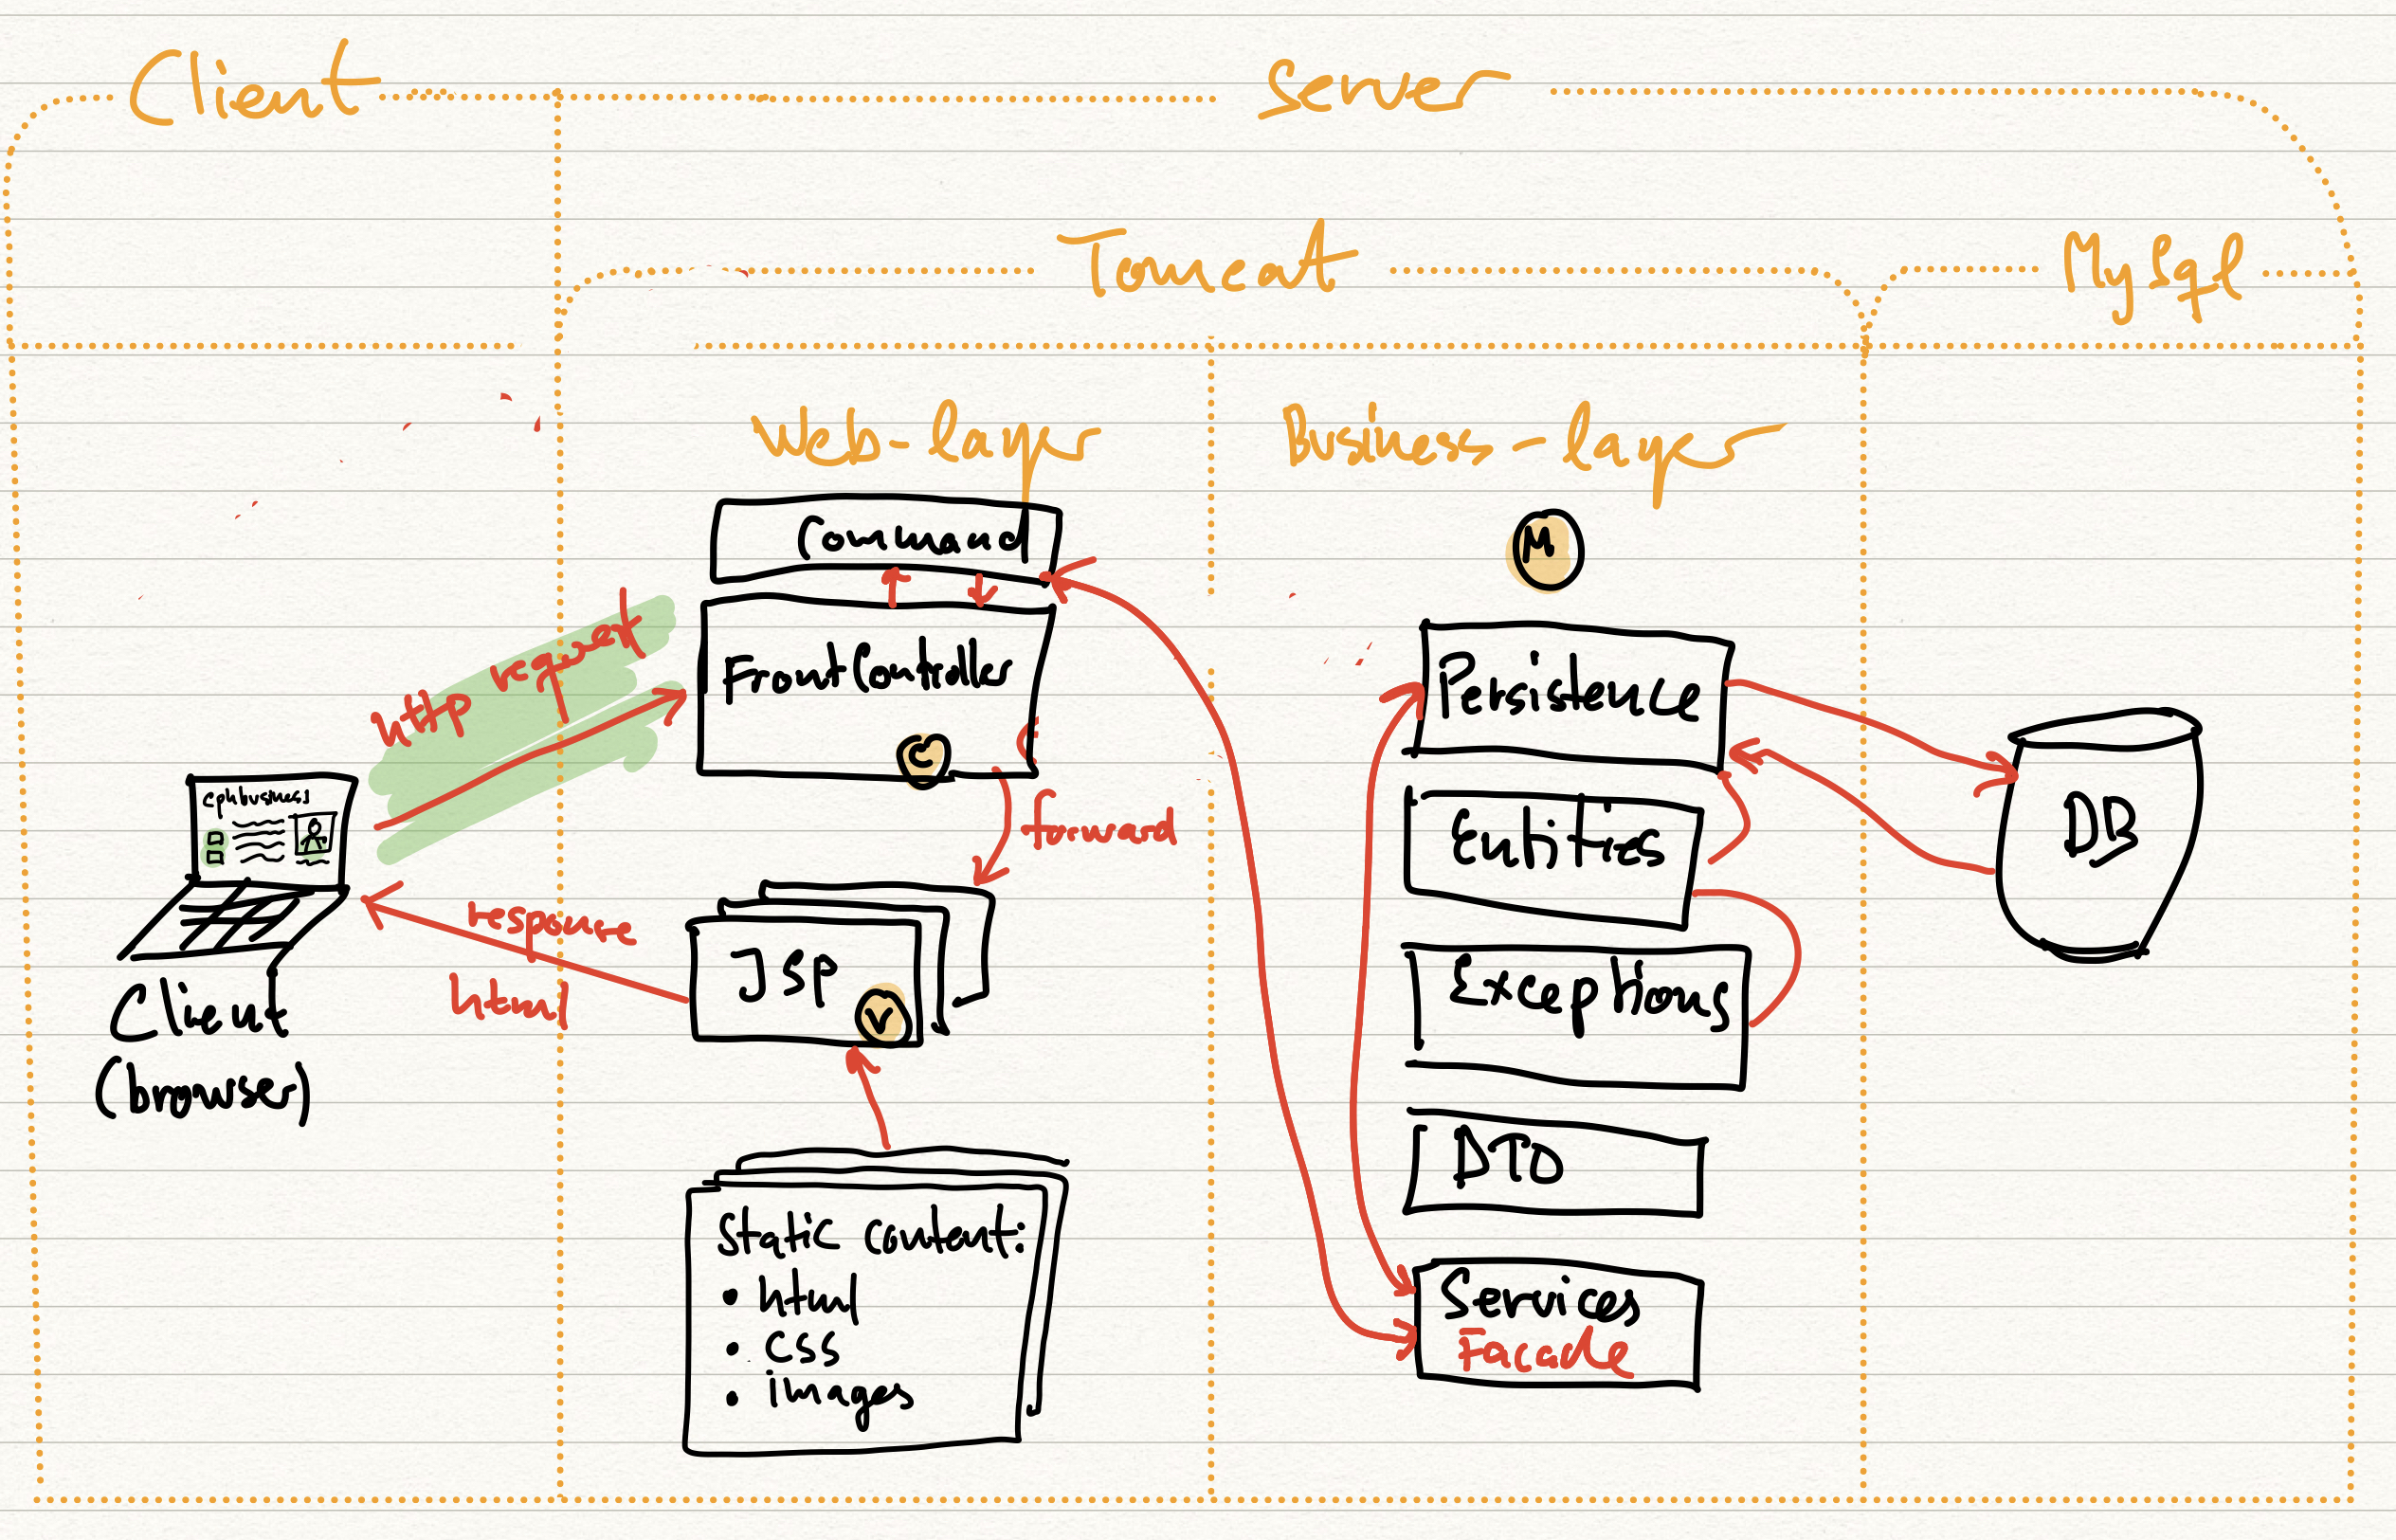 Client
Server
Tomcat
MySql
Web-layer
Business-layer
Command
M
http request
FrontController
C
Persistence
cphbusiness
forward
Entities
DB
response
html
JSP
V
Exceptions
Client
(browser)
DTO
Static content:
• html
• css
• images
Services
Facade